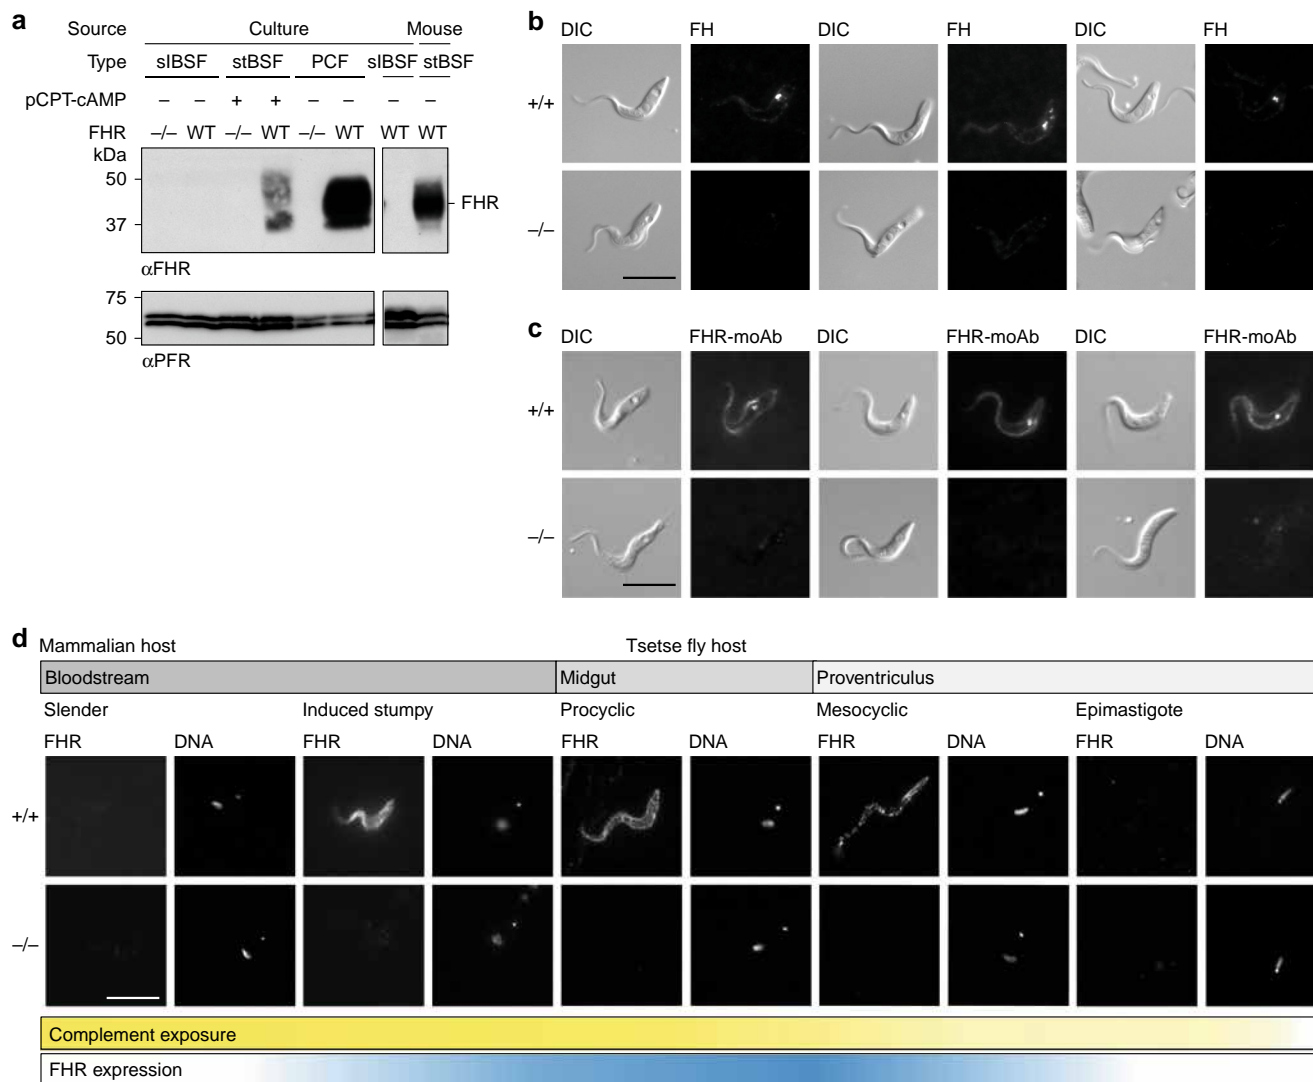 a
Source Culture Mouse
Type slBSF stBSF PCF slBSF stBSF
pCPT-cAMP – – + + – – – –
FHR –/– WT –/– WT –/– WT WT WT
kDa
50
FHR
37
αFHR
75
50
αPFR
b
DIC FH DIC FH DIC FH
+/+
–/–
c
DIC FHR-moAb DIC FHR-moAb DIC FHR-moAb
+/+
–/–
d
Mammalian host Tsetse fly host
Bloodstream Midgut Proventriculus
Slender Induced stumpy Procyclic Mesocyclic Epimastigote
FHR DNA FHR DNA FHR DNA FHR DNA FHR DNA
+/+
–/–
Complement exposure
FHR expression